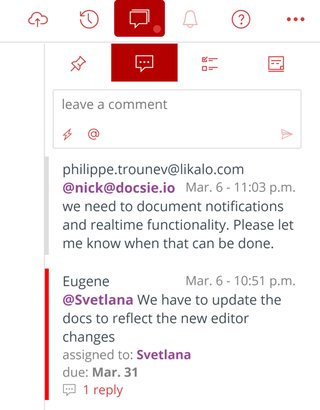 leave a comment
@
philippe.trounev@likalo.com
@nick@docsie.io Mar. 6 - 11:03 p.m.
we need to document notifications
and realtime functionality. Please let
me know when that can be done.
Eugene Mar. 6 - 10:51 p.m.
@Svetlana We have to update the
docs to reflect the new editor
changes
assigned to: Svetlana
due: Mar. 31
1 reply